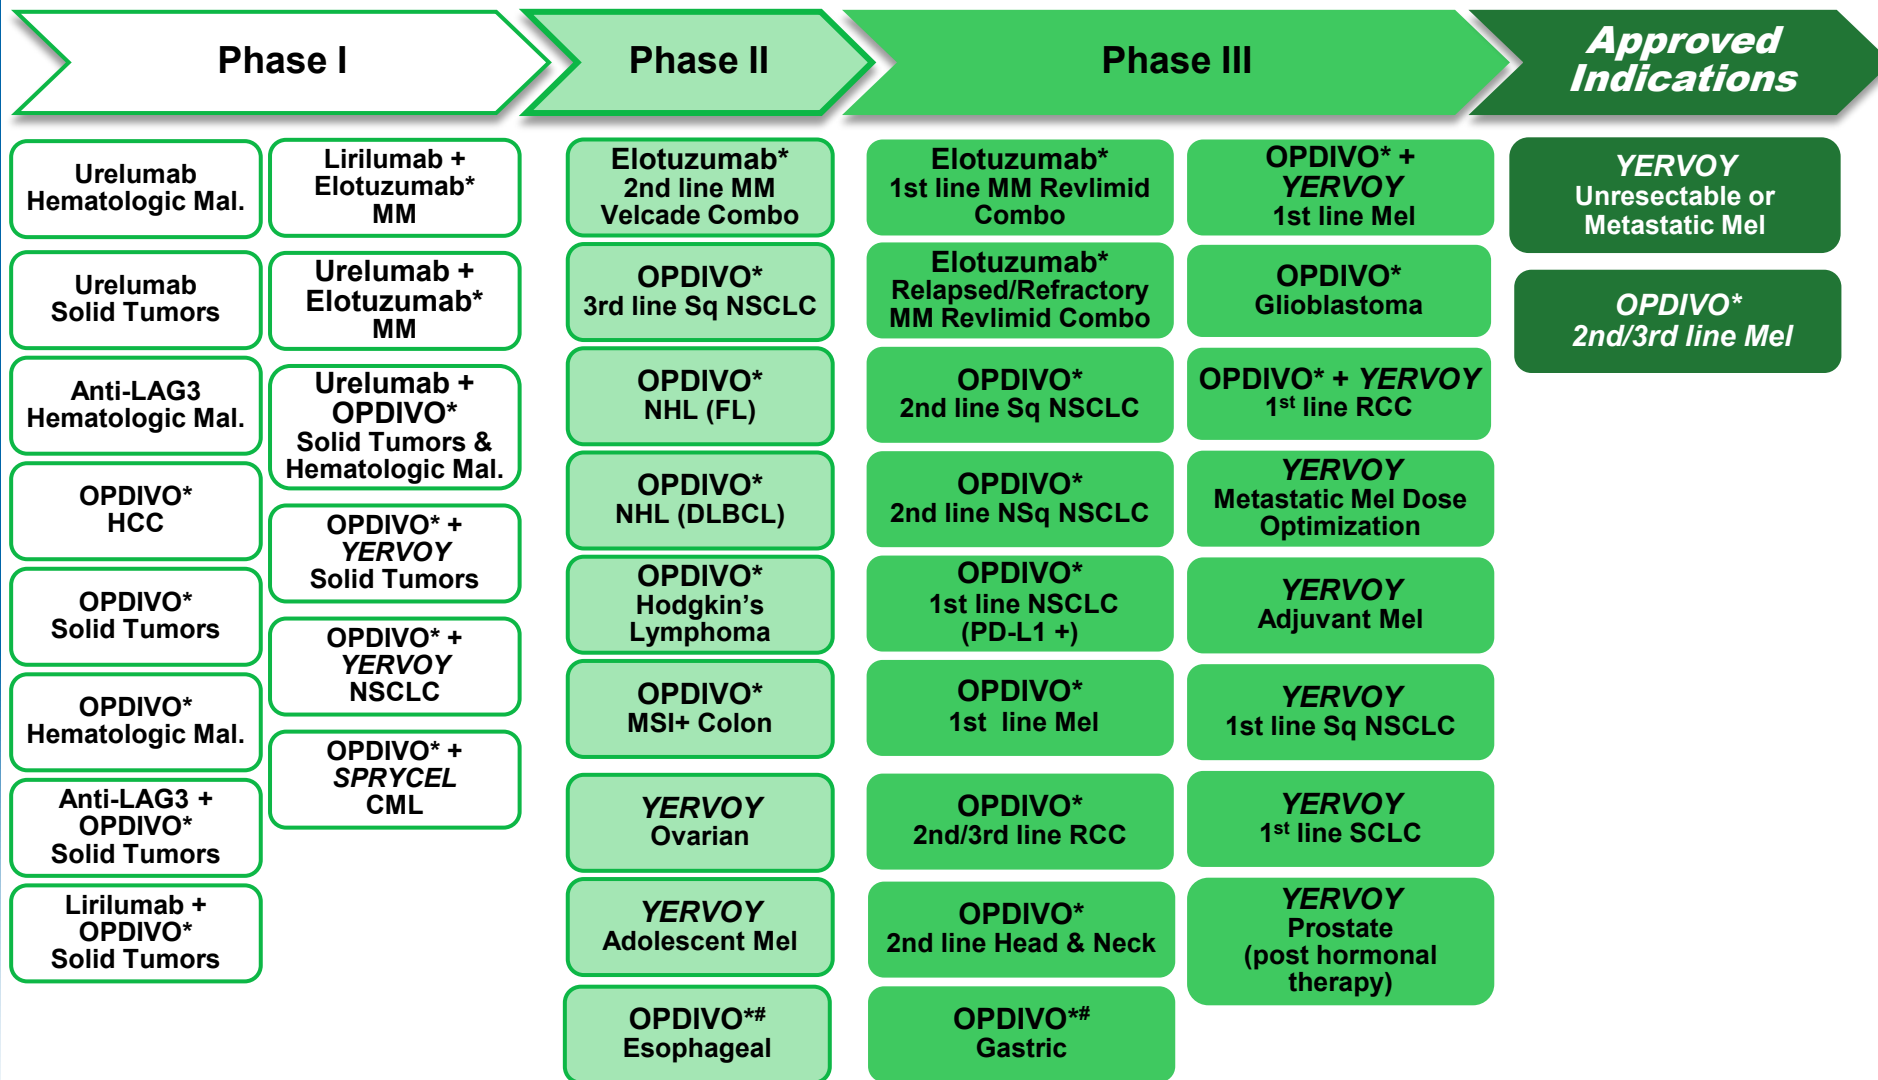 Phase I
Phase II
Phase III
Approved
Indications
Urelumab
Hematologic Mal.
Urelumab
Solid Tumors
Anti-LAG3
Hematologic Mal.
OPDIVO*
HCC
OPDIVO*
Solid Tumors
OPDIVO*
Hematologic Mal.
Anti-LAG3 +
OPDIVO*
Solid Tumors
Lirilumab +
OPDIVO*
Solid Tumors
Lirilumab +
Elotuzumab*
MM
Urelumab +
Elotuzumab*
MM
Urelumab +
OPDIVO*
Solid Tumors &
Hematologic Mal.
OPDIVO* +
YERVOY
Solid Tumors
OPDIVO* +
YERVOY
NSCLC
OPDIVO* +
SPRYCEL
CML
Elotuzumab*
2nd line MM
Velcade Combo
OPDIVO*
3rd line Sq NSCLC
OPDIVO*
NHL (FL)
OPDIVO*
NHL (DLBCL)
OPDIVO*
Hodgkin's
Lymphoma
OPDIVO*
MSI+ Colon
YERVOY
Ovarian
YERVOY
Adolescent Mel
OPDIVO*#
Esophageal
Elotuzumab*
1st line MM Revlimid
Combo
Elotuzumab*
Relapsed/Refractory
MM Revlimid Combo
OPDIVO*
2nd line Sq NSCLC
OPDIVO*
2nd line NSq NSCLC
OPDIVO*
1st line NSCLC
(PD-L1 +)
OPDIVO*
1st line Mel
OPDIVO*
2nd/3rd line RCC
OPDIVO*
2nd line Head & Neck
OPDIVO*#
Gastric
OPDIVO* +
YERVOY
1st line Mel
OPDIVO*
Glioblastoma
OPDIVO* + YERVOY
1st line RCC
YERVOY
Metastatic Mel Dose
Optimization
YERVOY
Adjuvant Mel
YERVOY
1st line Sq NSCLC
YERVOY
1st line SCLC
YERVOY
Prostate
(post hormonal
therapy)
YERVOY
Unresectable or
Metastatic Mel
OPDIVO*
2nd/3rd line Mel